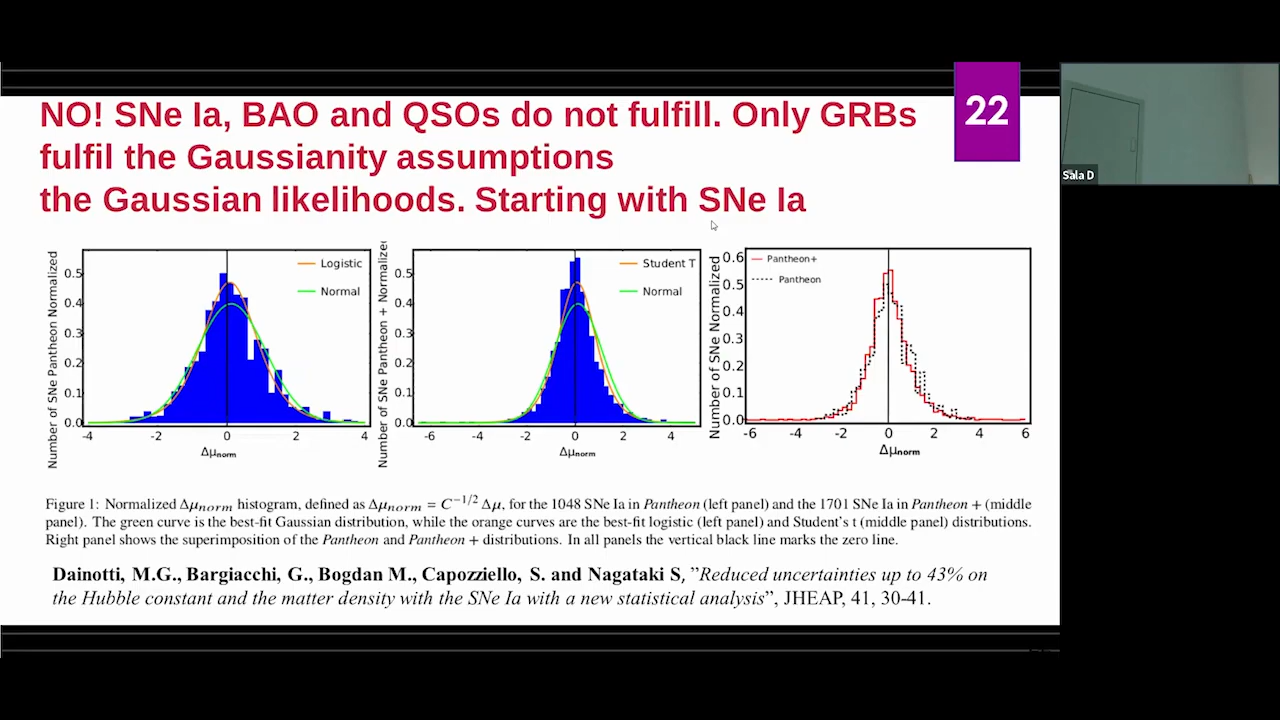 NO! SNe Ia, BAO and QSOs do not fulfill. Only GRBs
fulfil the Gaussianity assumptions
the Gaussian likelihoods. Starting with SNe Ia
22
Sala D
Number of SNe Pantheon Normalized
0.5
0.4
0.3
0.2
0.1
0.0
-4
-2
0
2
4
Δμnorm
Logistic
Normal
Number of SNe Pantheon + Normalized
0.5
0.4
0.3
0.2
0.1
0.0
-6
-4
-2
0
2
4
Δμnorm
Student T
Normal
Number of SNe Normalized
0.6
0.5
0.4
0.3
0.2
0.1
0.0
-6
-4
-2
0
2
4
6
Δμnorm
Pantheon+
Pantheon
Figure 1: Normalized Δμnorm histogram, defined as Δμnorm = C^−1/2 Δμ, for the 1048 SNe Ia in Pantheon (left panel) and the 1701 SNe Ia in Pantheon + (middle
panel). The green curve is the best-fit Gaussian distribution, while the orange curves are the best-fit logistic (left panel) and Student's t (middle panel) distributions.
Right panel shows the superimposition of the Pantheon and Pantheon + distributions. In all panels the vertical black line marks the zero line.
Dainotti, M.G., Bargiacchi, G., Bogdan M., Capozziello, S. and Nagataki S, ”Reduced uncertainties up to 43% on
the Hubble constant and the matter density with the SNe Ia with a new statistical analysis”, JHEAP, 41, 30-41.